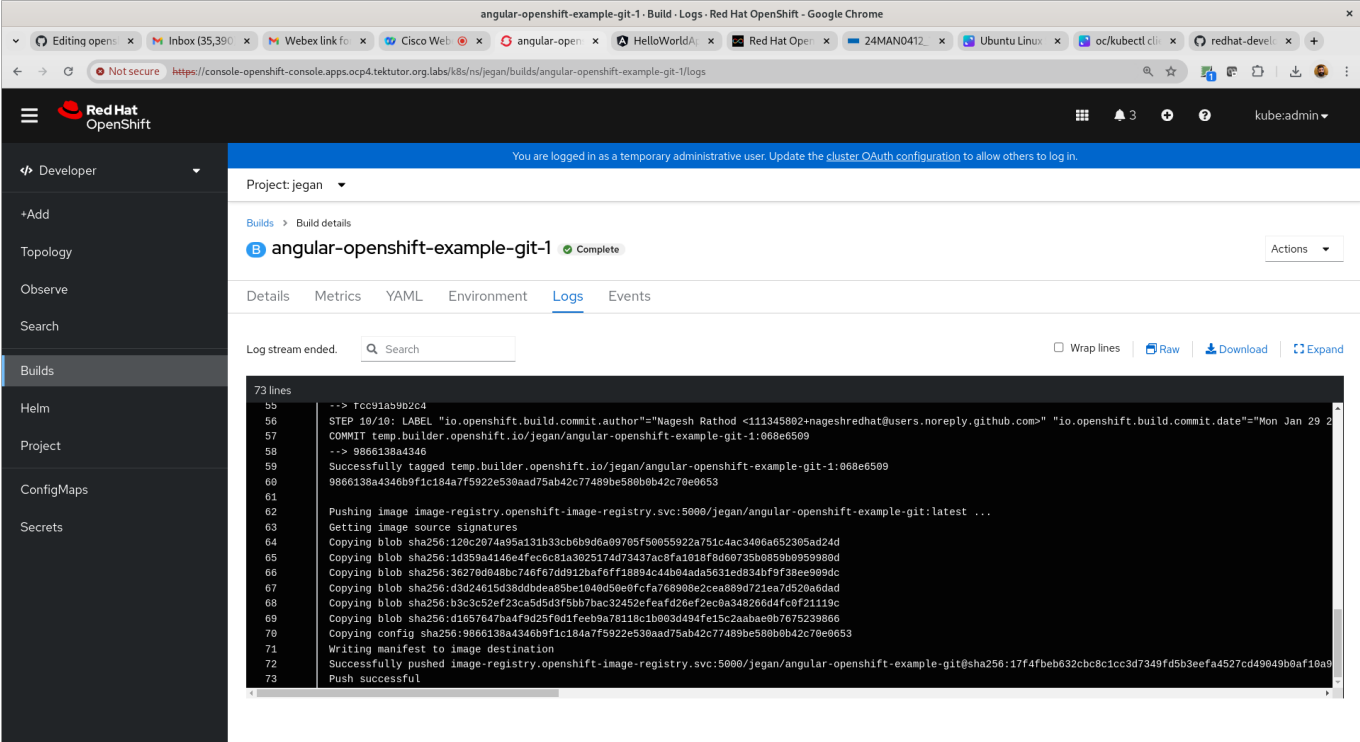 angular-openshift-example-git-1 · Build · Logs · Red Hat OpenShift - Google Chrome
Editing opens
Inbox (35,390
Webex link fo
Cisco Web
angular-open
HelloWorldA
Red Hat Open
24MAN0412_
Ubuntu Linux
oc/kubectl cli
redhat-develo
Not secure https://console-openshift-console.apps.ocp4.tektutor.org.labs/k8s/ns/jegan/builds/angular-openshift-example-git-1/logs
1
Red Hat
OpenShift
3
kube:admin
You are logged in as a temporary administrative user. Update the cluster OAuth configuration to allow others to log in.
</> Developer
Project: jegan
+Add
Topology
Observe
Search
Builds
Helm
Project
ConfigMaps
Secrets
Builds > Build details
B angular-openshift-example-git-1 Complete
Actions
Details Metrics YAML Environment Logs Events
Log stream ended. Search Wrap lines Raw Download Expand
73 lines
55 --> fcc91a59b2c4
56 STEP 10/10: LABEL "io.openshift.build.commit.author"="Nagesh Rathod <111345802+nageshredhat@users.noreply.github.com>" "io.openshift.build.commit.date"="Mon Jan 29 2
57 COMMIT temp.builder.openshift.io/jegan/angular-openshift-example-git-1:068e6509
58 --> 9866138a4346
59 Successfully tagged temp.builder.openshift.io/jegan/angular-openshift-example-git-1:068e6509
60 9866138a4346b9f1c184a7f5922e530aad75ab42c77489be580b0b42c70e0653
61
62 Pushing image image-registry.openshift-image-registry.svc:5000/jegan/angular-openshift-example-git:latest ...
63 Getting image source signatures
64 Copying blob sha256:120c2074a95a131b33cb6b9d6a09705f50055922a751c4ac3406a652305ad24d
65 Copying blob sha256:1d359a4146e4fec6c81a3025174d73437ac8fa1018f8d60735b0859b0959980d
66 Copying blob sha256:36270d048bc746f67dd912baf6ff18894c44b04ada5631ed834bf9f38ee909dc
67 Copying blob sha256:d3d24615d38ddbdea85be1040d50e0fcfa768908e2cea889d721ea7d520a6dad
68 Copying blob sha256:b3c3c52ef23ca5d5d3f5bb7bac32452efeafd26ef2ec0a348266d4fc0f21119c
69 Copying blob sha256:d1657647ba4f9d25f0d1feeb9a78118c1b003d494fe15c2aabae0b7675239866
70 Copying config sha256:9866138a4346b9f1c184a7f5922e530aad75ab42c77489be580b0b42c70e0653
71 Writing manifest to image destination
72 Successfully pushed image-registry.openshift-image-registry.svc:5000/jegan/angular-openshift-example-git@sha256:17f4fbeb632cbc8c1cc3d7349fd5b3eefa4527cd49049b0af10a9
73 Push successful